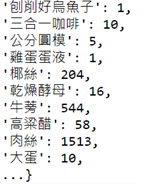 '刨削好烏魚子': 1,
'三合一咖啡': 10,
'公分圓模': 5,
'雞蛋蛋液': 1,
'椰絲': 204,
'乾燥酵母': 16,
'牛蒡': 544,
'高粱醋': 58,
'肉絲': 1513,
'大蛋': 10,
...}